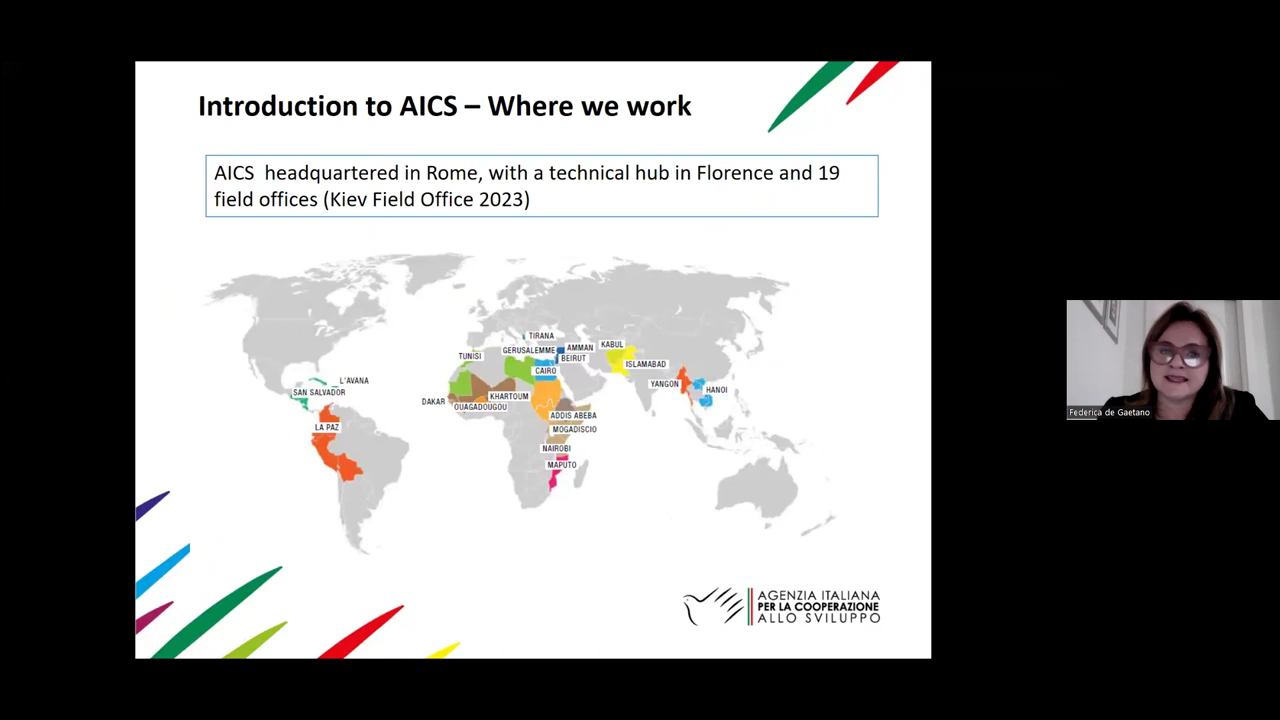 Introduction to AICS – Where we work
AICS headquartered in Rome, with a technical hub in Florence and 19
field offices (Kiev Field Office 2023)
TIRANA
TUNISI
GERUSALEMME
AMMAN
KABUL
BEIRUT
ISLAMABAD
CAIRO
L'AVANA
YANGON
HANOI
SAN SALVADOR
KHARTOUM
DAKAR
OUAGADOUGOU
ADDIS ABEBA
LA PAZ
MOGADISCIO
NAIROBI
MAPUTO
AGENZIA ITALIANA
PER LA COOPERAZIONE
ALLO SVILUPPO
Federica de Gaetano